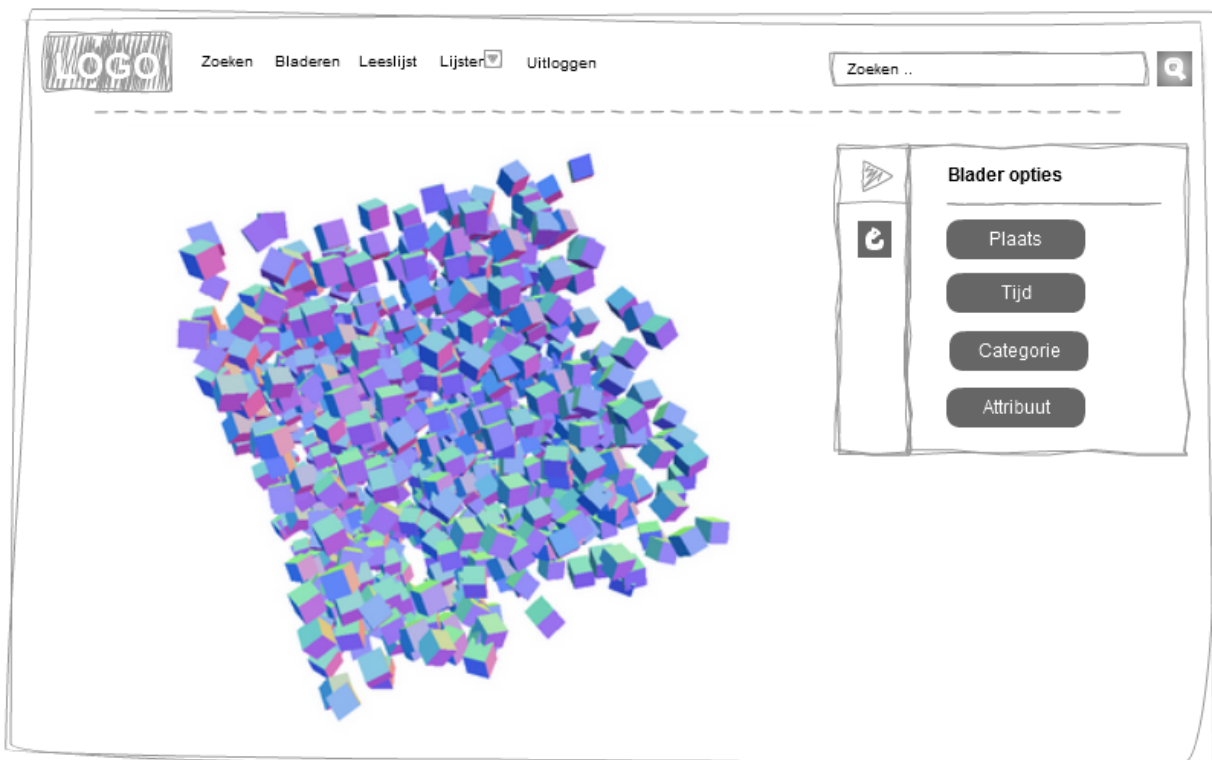 LOGO
Zoeken Bladeren Leeslijst Lijsten Uitloggen
Zoeken ..
Blader opties
Plaats
Tijd
Categorie
Attribuut